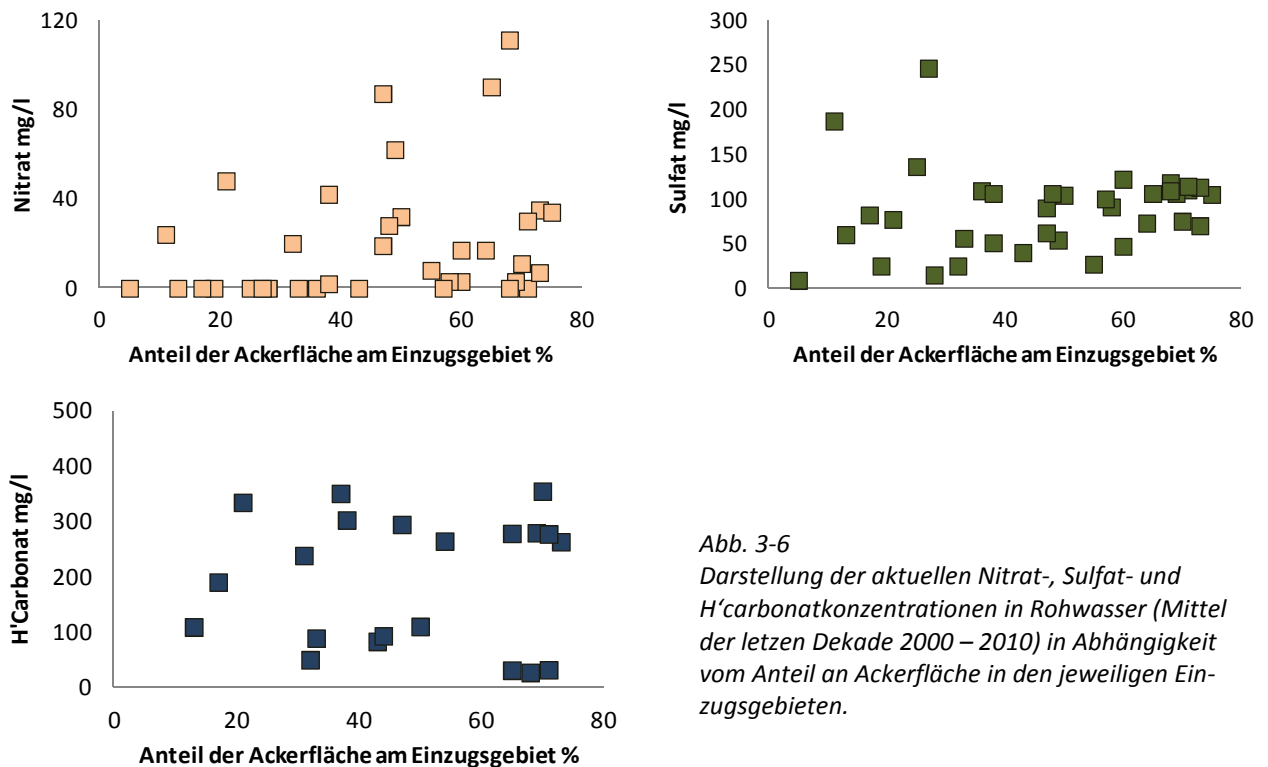 120
80
40
0
Nitrat mg/l
0 20 40 60 80
Anteil der Ackerfläche am Einzugsgebiet %
300
250
200
150
100
50
0
Sulfat mg/l
0 20 40 60 80
Anteil der Ackerfläche am Einzugsgebiet %
500
400
300
200
100
0
H'Carbonat mg/l
0 20 40 60 80
Anteil der Ackerfläche am Einzugsgebiet %
Abb. 3-6
Darstellung der aktuellen Nitrat-, Sulfat- und
H‘carbonatkonzentrationen in Rohwasser (Mittel
der letzen Dekade 2000 – 2010) in Abhängigkeit
vom Anteil an Ackerfläche in den jeweiligen Ein-
zugsgebieten.